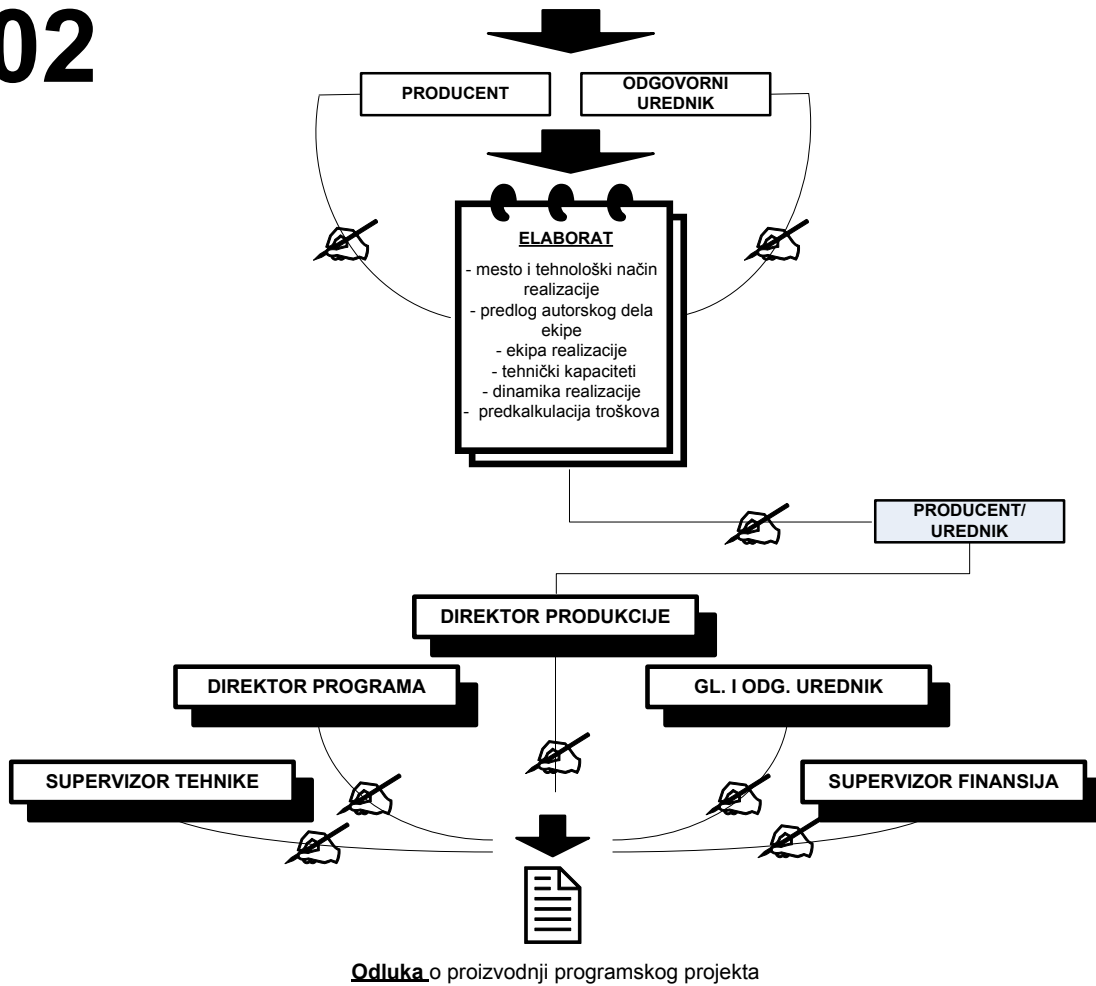 02
PRODUCENT
ODGOVORNI
UREDNIK
ELABORAT
- mesto i tehnološki način
realizacije
- predlog autorskog dela
ekipe
- ekipa realizacije
- tehnički kapaciteti
- dinamika realizacije
- predkalkulacija troškova
PRODUCENT/
UREDNIK
DIREKTOR PRODUKCIJE
DIREKTOR PROGRAMA
GL. I ODG. UREDNIK
SUPERVIZOR TEHNIKE
SUPERVIZOR FINANSIJA
Odluka o proizvodnji programskog projekta